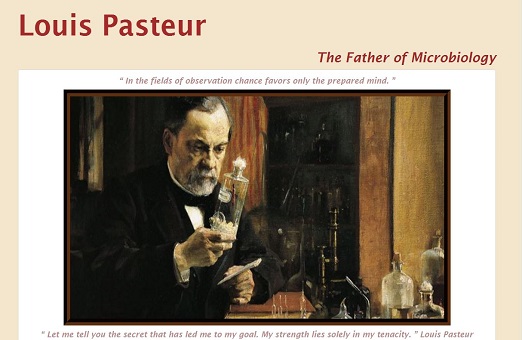 Louis Pasteur
The Father of Microbiology
“ In the fields of observation chance favors only the prepared mind. ”
“ Let me tell you the secret that has led me to my goal. My strength lies solely in my tenacity. ” Louis Pasteur